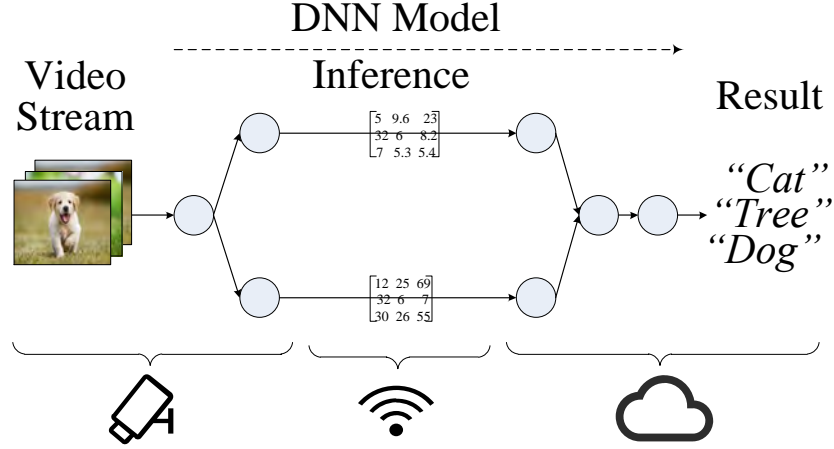 DNN Model
Video
Stream
Inference
Result
5 9.6 23
32 6 8.2
7 5.3 5.4
“Cat”
“Tree”
“Dog”
12 25 69
32 6 7
30 26 55